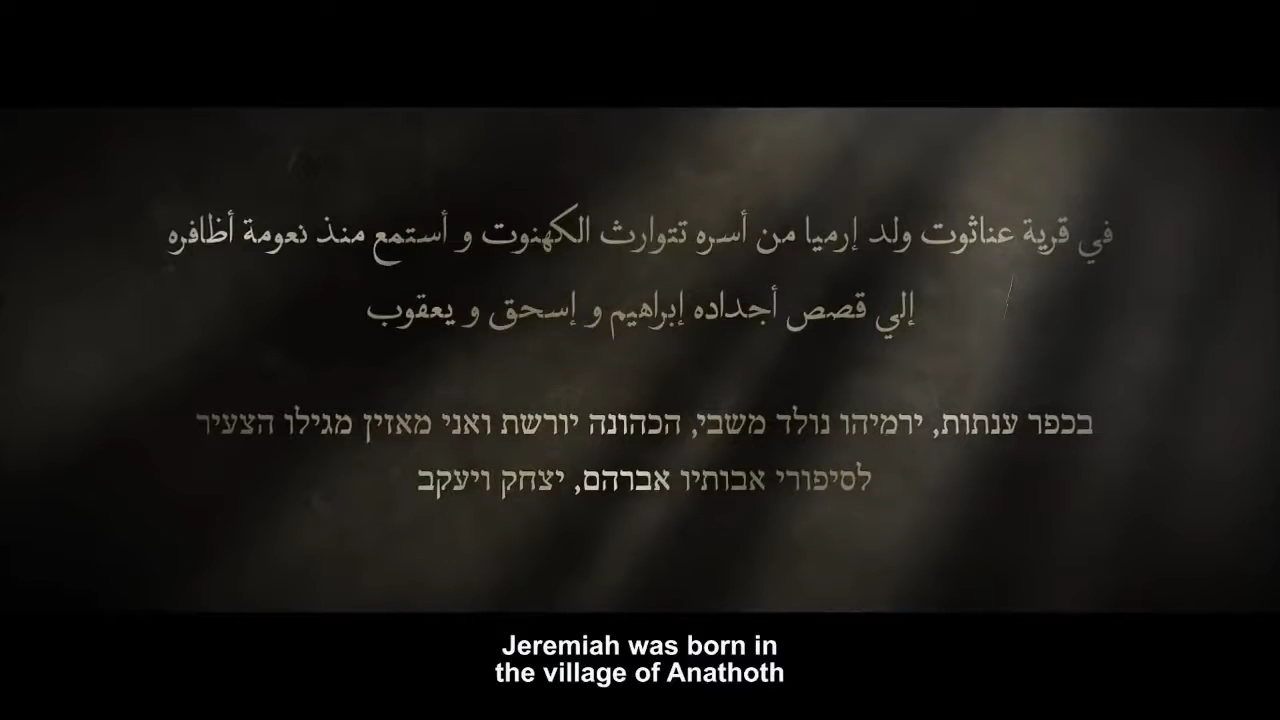 في قرية عناثوت ولد إرميا من أسره تتوارث الكهنوت و أستمع منذ نعومة أظافره
إلي قصص أجداده إبراهيم و إسحق و يعقوب
בכפר ענתות, ירמיהו נולד משבי, הכהונה יורשת ואני מאזין מגילו הצעיר
לסיפורי אבותיו אברהם, יצחק ויעקב
Jeremiah was born in
the village of Anathoth